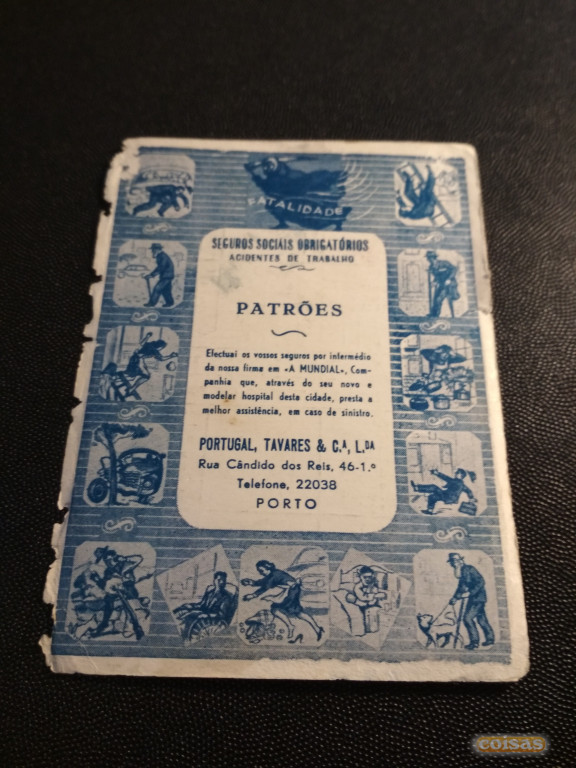 FATALIDADE
SEGUROS SOCIAIS OBRIGATÓRIOS
ACIDENTES DE TRABALHO
PATRÕES
Efectuai os vossos seguros por intermédio
da nossa firma em «A MUNDIAL», Com-
panhia que, através do seu novo e
modelar hospital desta cidade, presta a
melhor assistência, em caso de sinistro.
PORTUGAL, TAVARES & C.ᴬ, L.ᴰᴬ
Rua Cândido dos Reis, 46-1.º
Telefone, 22038
PORTO
coisas